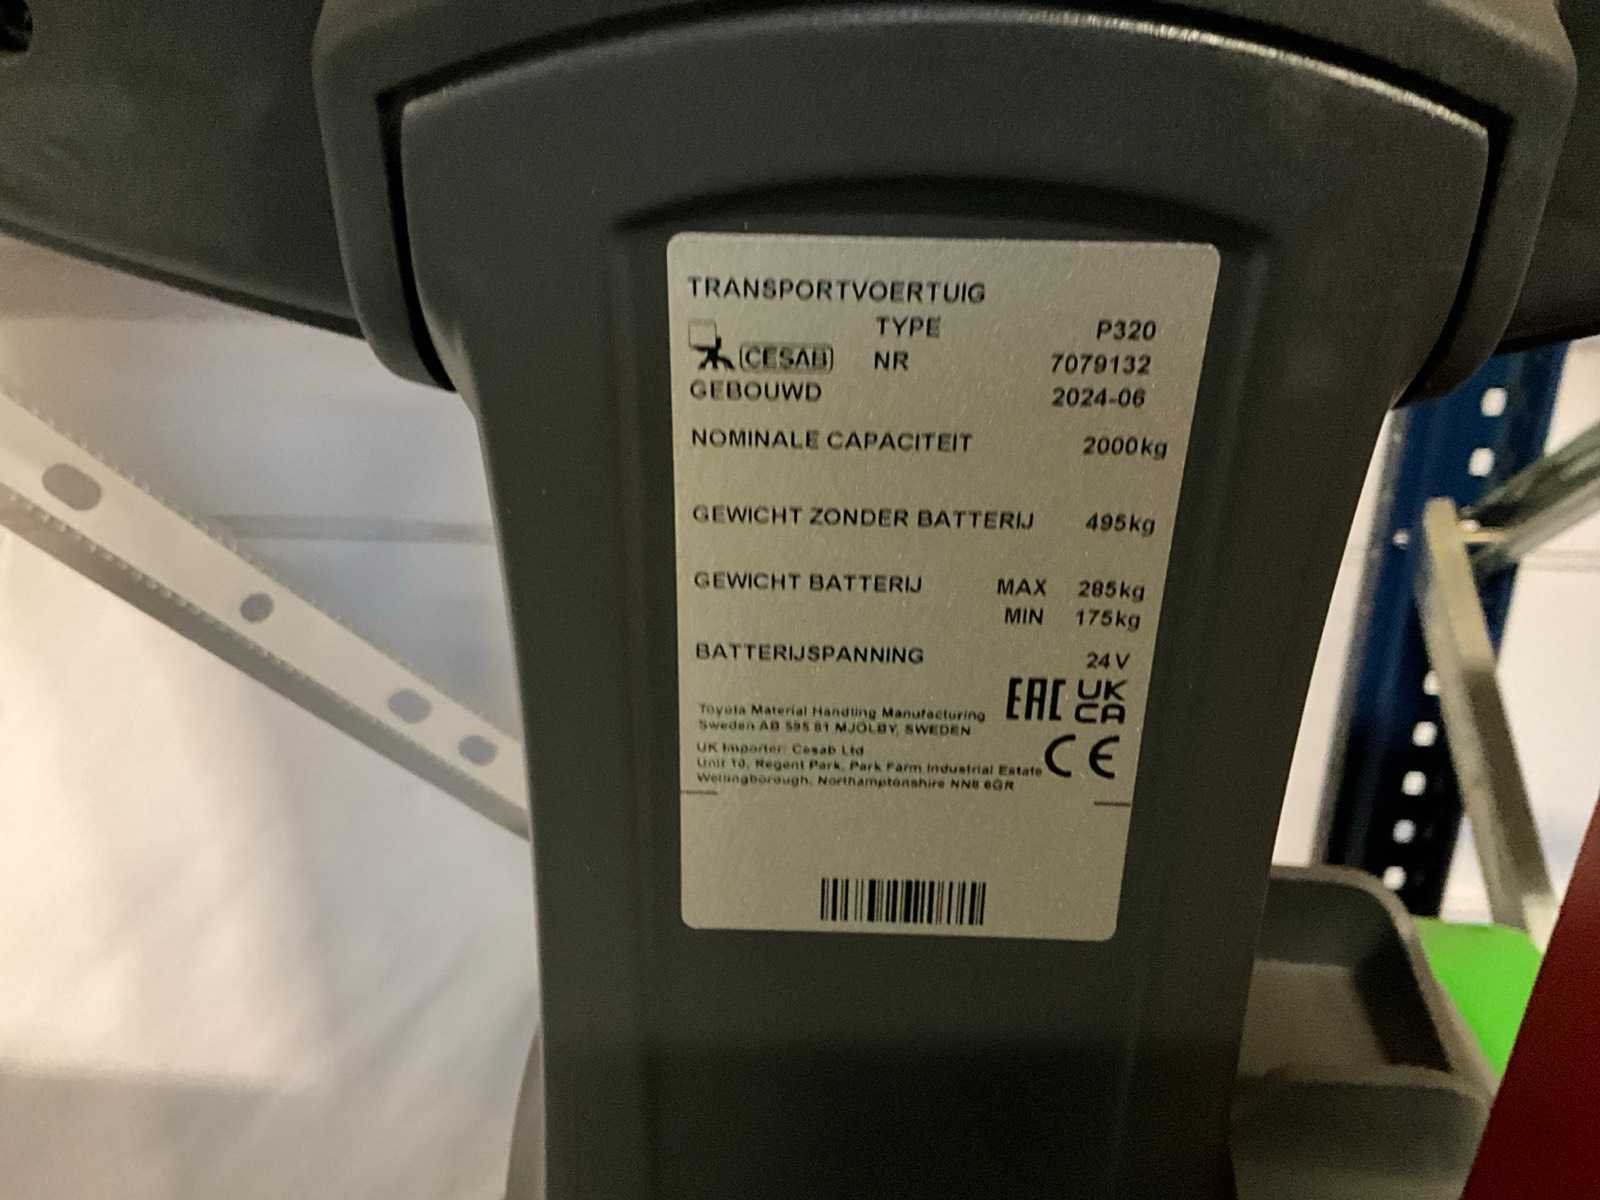 TRANSPORTVOERTUIG
TYPE P320
CESAB NR 7079132
GEBOUWD 2024-06
NOMINALE CAPACITEIT 2000kg
GEWICHT ZONDER BATTERIJ 495kg
GEWICHT BATTERIJ MAX 285kg
MIN 175kg
BATTERIJSPANNING 24V
EAC UK CA
Toyota Material Handling Manufacturing
Sweden AB 595 81 MJÖLBY, SWEDEN
CE
UK Importer: Cesab Ltd
Unit 10, Regent Park, Park Farm Industrial Estate
Wellingborough, Northamptonshire NN8 6GR